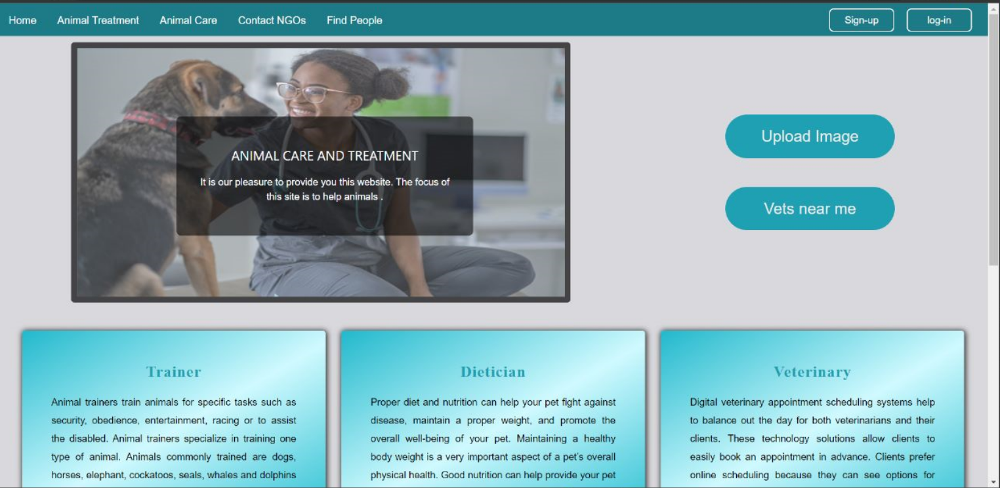 Home Animal Treatment Animal Care Contact NGOs Find People Sign-up log-in
ANIMAL CARE AND TREATMENT
It is our pleasure to provide you this website. The focus of
this site is to help animals .
Upload Image
Vets near me
Trainer
Animal trainers train animals for specific tasks such as
security, obedience, entertainment, racing or to assist
the disabled. Animal trainers specialize in training one
type of animal. Animals commonly trained are dogs,
horses, elephant, cockatoos, seals, whales and dolphins
Dietician
Proper diet and nutrition can help your pet fight against
disease, maintain a proper weight, and promote the
overall well-being of your pet. Maintaining a healthy
body weight is a very important aspect of a pet's overall
physical health. Good nutrition can help provide your pet
Veterinary
Digital veterinary appointment scheduling systems help
to balance out the day for both veterinarians and their
clients. These technology solutions allow clients to
easily book an appointment in advance. Clients prefer
online scheduling because they can see options for